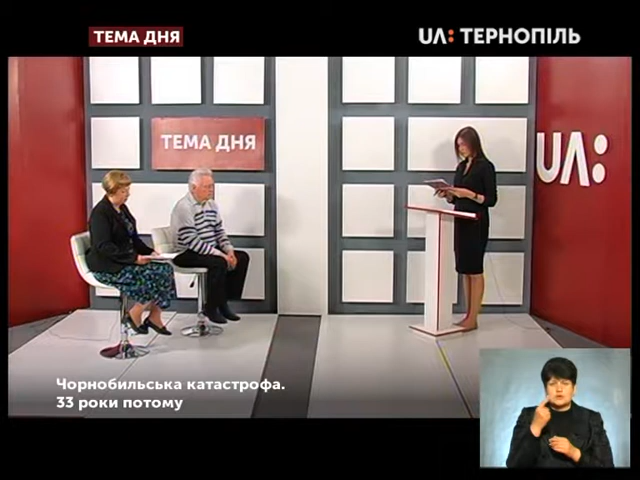 ТЕМА ДНЯ
UA: ТЕРНОПІЛЬ
ТЕМА ДНЯ
UA:
Чорнобильська катастрофа.
33 роки потому